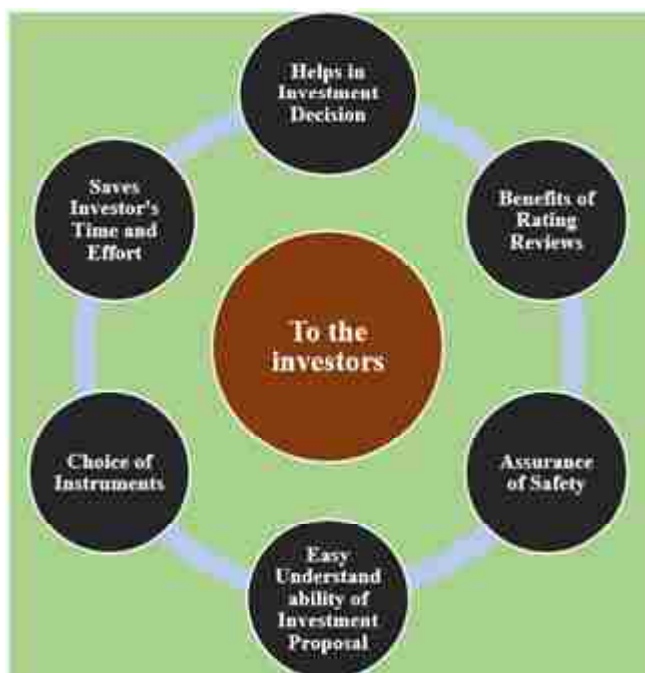 Helps in
Investment
Decision
Benefits of
Rating
Reviews
Assurance
of Safety
Easy
Understand
ability of
Investment
Proposal
Choice of
Instruments
Saves
Investor's
Time and
Effort
To the
investors